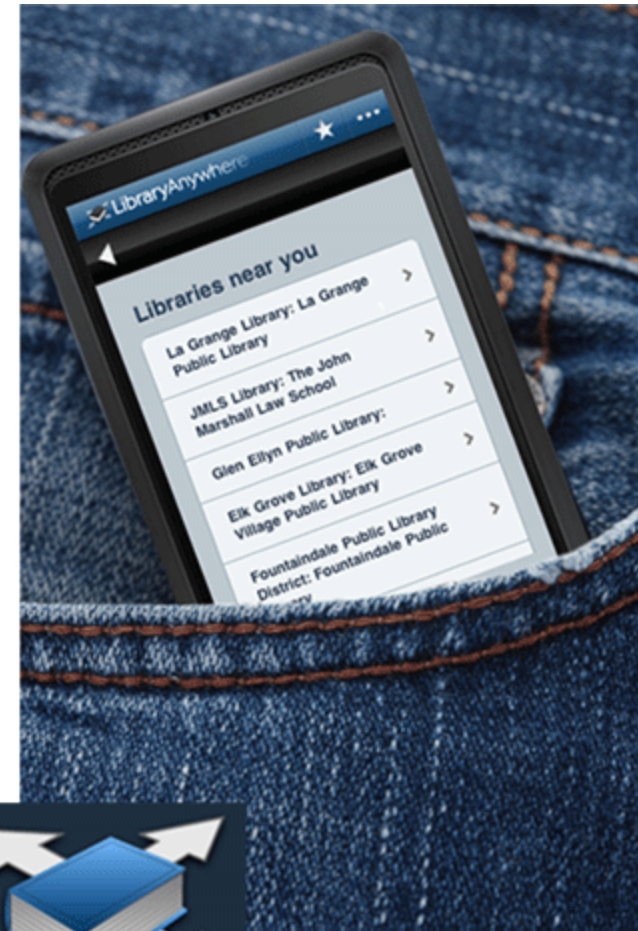 LibraryAnywhere
Libraries near you
La Grange Library: La Grange
Public Library
JMLS Library: The John
Marshall Law School
Glen Ellyn Public Library:
Elk Grove Library: Elk Grove
Village Public Library
Fountaindale Public Library
District: Fountaindale Public